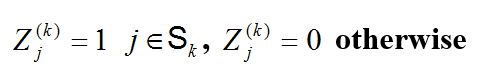 Z_j^{(k)} = 1 j ∈ S_k, Z_j^{(k)} = 0 otherwise